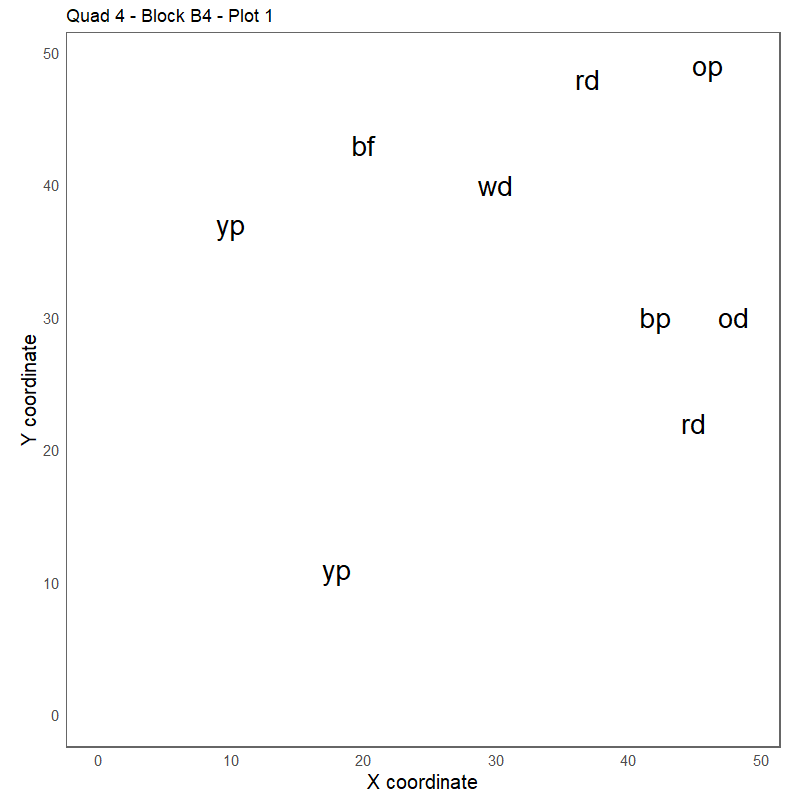 Quad 4 - Block B4 - Plot 1
50
op
rd
bf
40
wd
yp
30
bp
od
rd
20
yp
10
0
Y coordinate
0 10 20 30 40 50
X coordinate